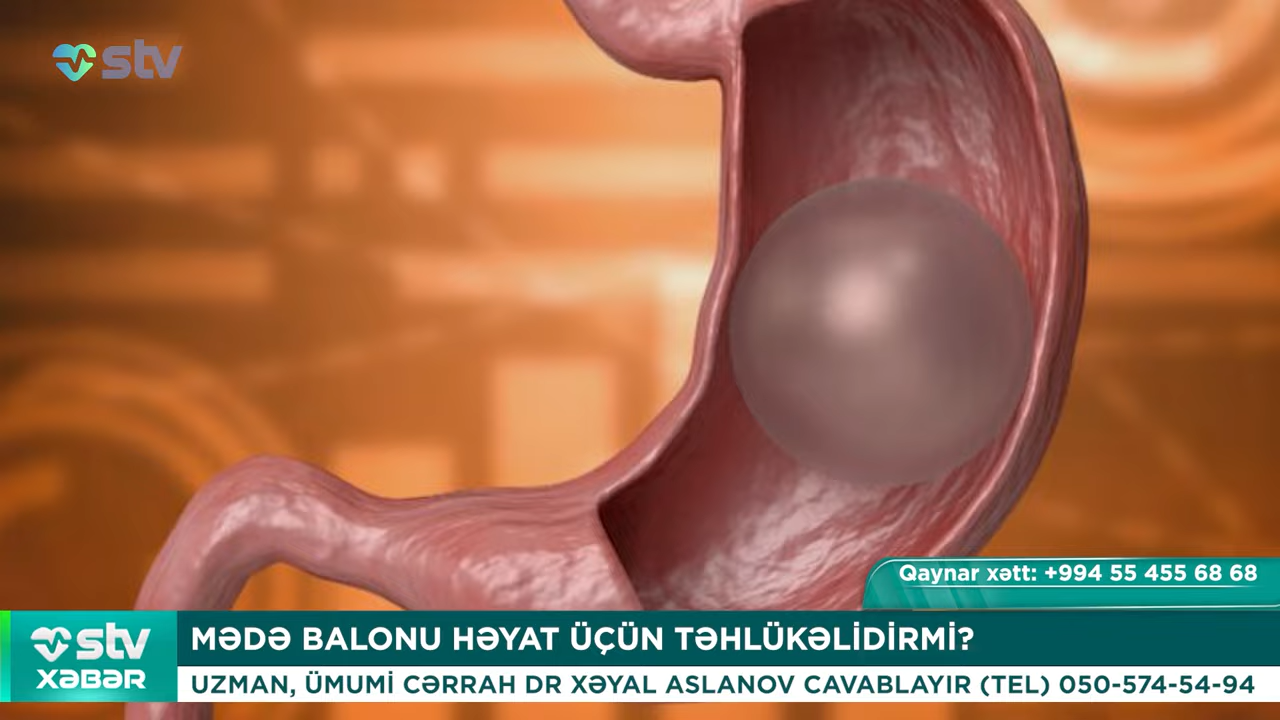 stv
Qaynar xətt: +994 55 455 68 68
stv
XƏBƏR
MƏDƏ BALONU HƏYAT ÜÇÜN TƏHLÜKƏLİDİRMİ?
UZMAN, ÜMUMİ CƏRRAH DR XƏYAL ASLANOV CAVABLAYIR (TEL) 050-574-54-94